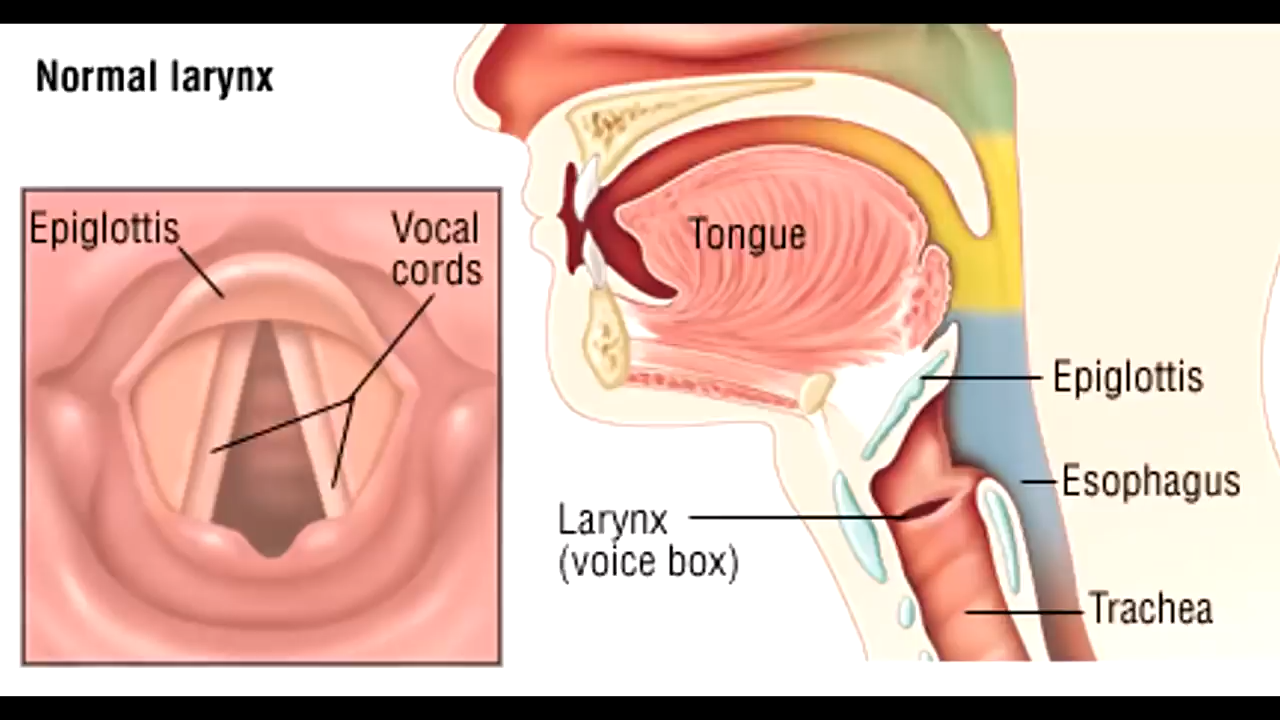 Normal larynx
Epiglottis
Vocal
cords
Tongue
Epiglottis
Esophagus
Larynx
(voice box)
Trachea